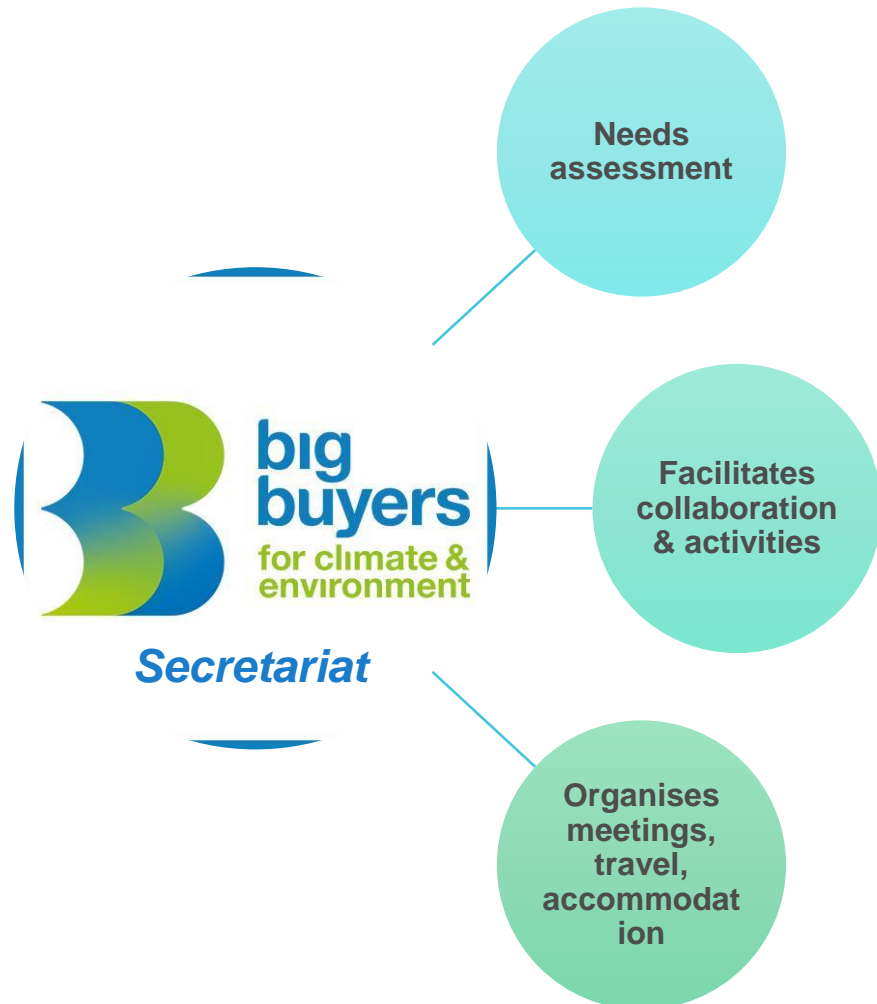 Needs
assessment
big
buyers
for climate &
environment
Secretariat
Facilitates
collaboration
& activities
Organises
meetings,
travel,
accommodat
ion